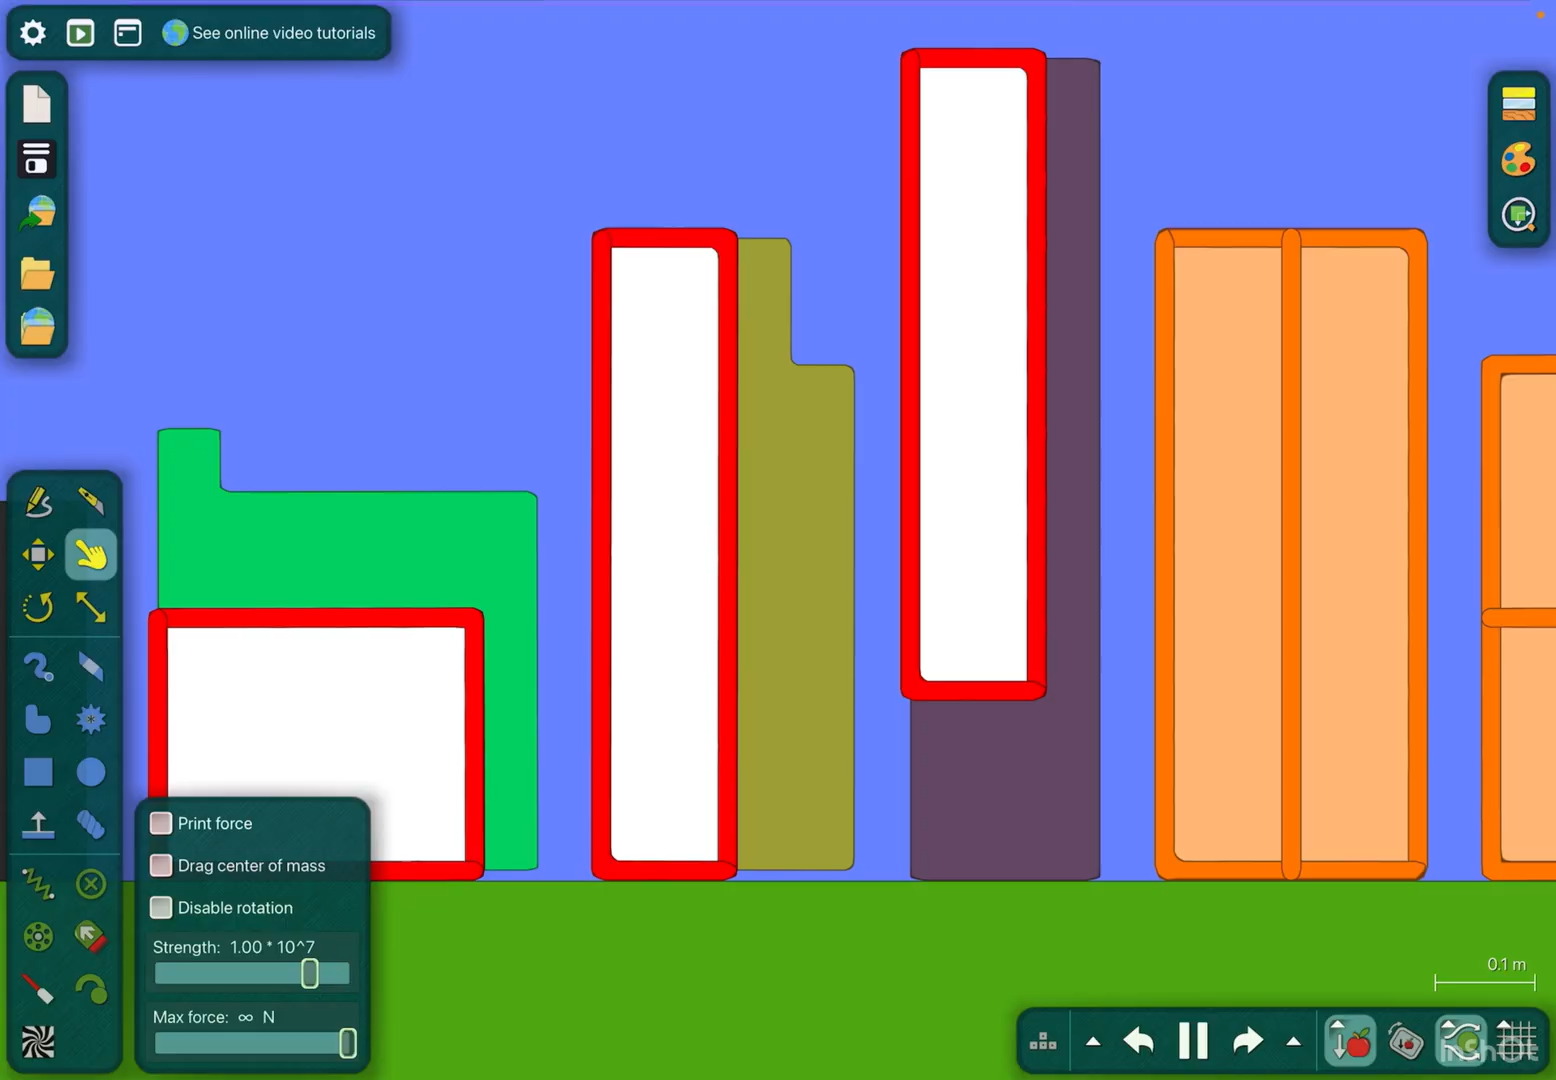 See online video tutorials
Print force
Drag center of mass
Disable rotation
Strength: 1.00 * 10^7
Max force: ∞ N
0.1 m
InShOt